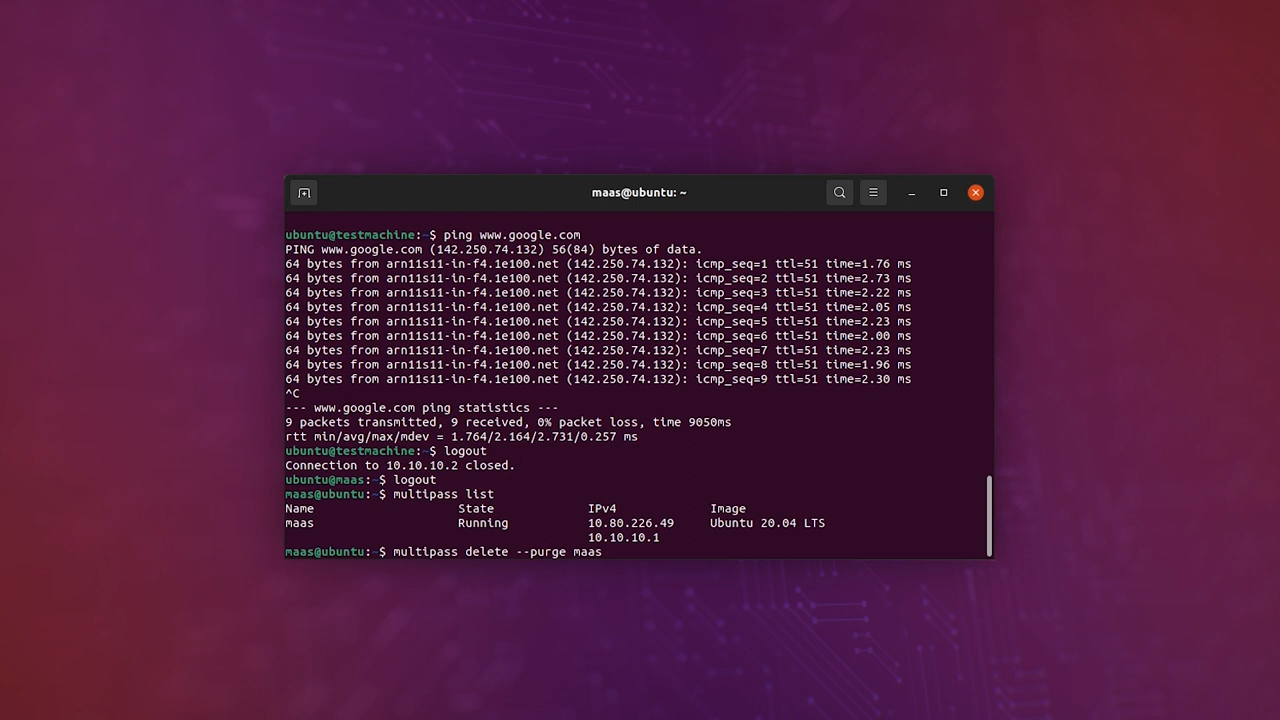 maas@ubuntu: ~
ubuntu@testmachine:~$ ping www.google.com
PING www.google.com (142.250.74.132) 56(84) bytes of data.
64 bytes from arn11s11-in-f4.1e100.net (142.250.74.132): icmp_seq=1 ttl=51 time=1.76 ms
64 bytes from arn11s11-in-f4.1e100.net (142.250.74.132): icmp_seq=2 ttl=51 time=2.73 ms
64 bytes from arn11s11-in-f4.1e100.net (142.250.74.132): icmp_seq=3 ttl=51 time=2.22 ms
64 bytes from arn11s11-in-f4.1e100.net (142.250.74.132): icmp_seq=4 ttl=51 time=2.05 ms
64 bytes from arn11s11-in-f4.1e100.net (142.250.74.132): icmp_seq=5 ttl=51 time=2.23 ms
64 bytes from arn11s11-in-f4.1e100.net (142.250.74.132): icmp_seq=6 ttl=51 time=2.00 ms
64 bytes from arn11s11-in-f4.1e100.net (142.250.74.132): icmp_seq=7 ttl=51 time=2.23 ms
64 bytes from arn11s11-in-f4.1e100.net (142.250.74.132): icmp_seq=8 ttl=51 time=1.96 ms
64 bytes from arn11s11-in-f4.1e100.net (142.250.74.132): icmp_seq=9 ttl=51 time=2.30 ms
^C
--- www.google.com ping statistics ---
9 packets transmitted, 9 received, 0% packet loss, time 9050ms
rtt min/avg/max/mdev = 1.764/2.164/2.731/0.257 ms
ubuntu@testmachine:~$ logout
Connection to 10.10.10.2 closed.
ubuntu@maas:~$ logout
maas@ubuntu:~$ multipass list
Name State IPv4 Image
maas Running 10.80.226.49 Ubuntu 20.04 LTS
10.10.10.1
maas@ubuntu:~$ multipass delete --purge maas